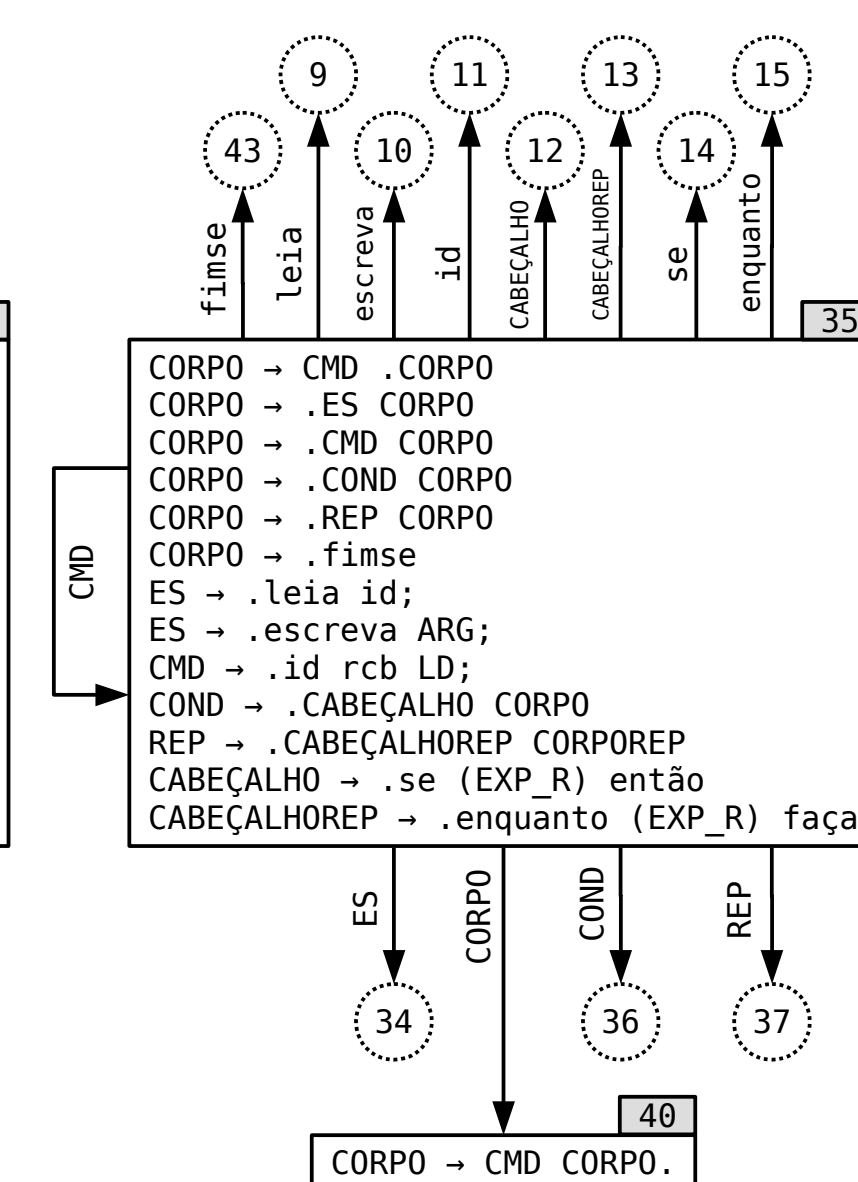 9
11
13
15
43
10
12
14
fimse
leia
escreva
id
CABEÇALHO
CABEÇALHOREP
se
enquanto
35
CORPO → CMD .CORPO
CORPO → .ES CORPO
CORPO → .CMD CORPO
CORPO → .COND CORPO
CORPO → .REP CORPO
CORPO → .fimse
ES → .leia id;
ES → .escreva ARG;
CMD → .id rcb LD;
COND → .CABEÇALHO CORPO
REP → .CABEÇALHOREP CORPOREP
CABEÇALHO → .se (EXP_R) então
CABEÇALHOREP → .enquanto (EXP_R) faça
CMD
ES
CORPO
COND
REP
34
36
37
40
CORPO → CMD CORPO.